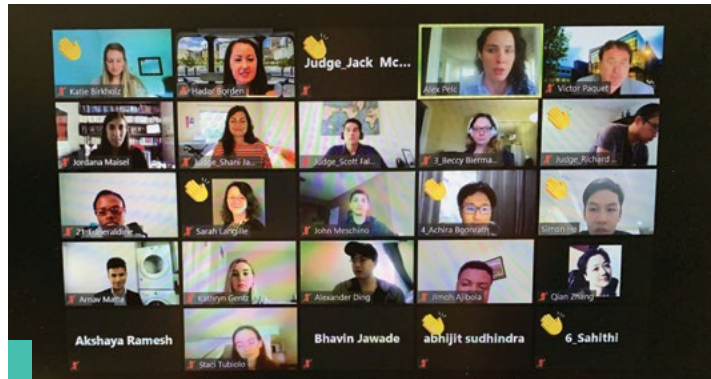 Katie Birkholz
Hadar Borden
Judge_Jack Mc...
Alex Pelc
Victor Paquet
Jordana Maisel
Judge_Shani Ja...
Judge_Scott Fal...
3_Beccy Bierma...
Judge_Richard ...
Sarah Langille
John Meschino
4_Achira Boonrath
Simon Ho
Arnav Matta
Kathryn Gentz
Alexander Ding
Jimoh Ajibola
Qian Zhang
Akshaya Ramesh
Staci Tubiolo
Bhavin Jawade
abhijit sudhindra
6_Sahithi